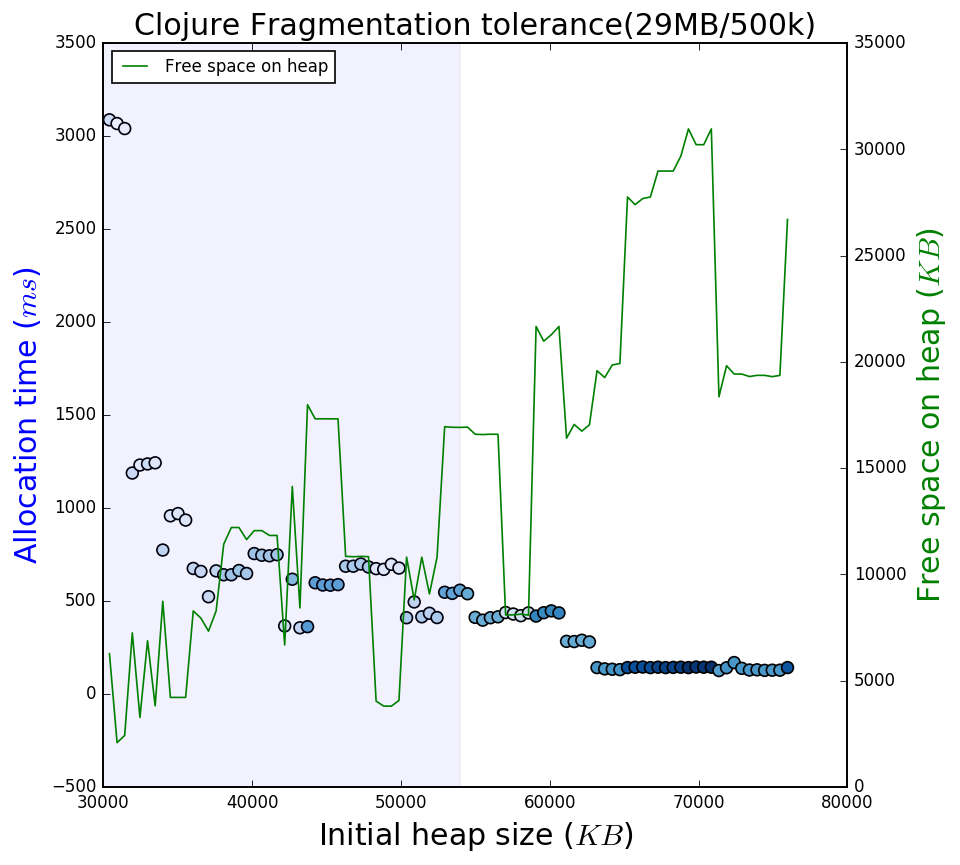 Clojure Fragmentation tolerance(29MB/500k)
Free space on heap
3500
3000
2500
2000
1500
1000
500
0
−500
Allocation time (ms)
35000
30000
25000
20000
15000
10000
5000
0
Free space on heap (KB)
30000 40000 50000 60000 70000 80000
Initial heap size (KB)